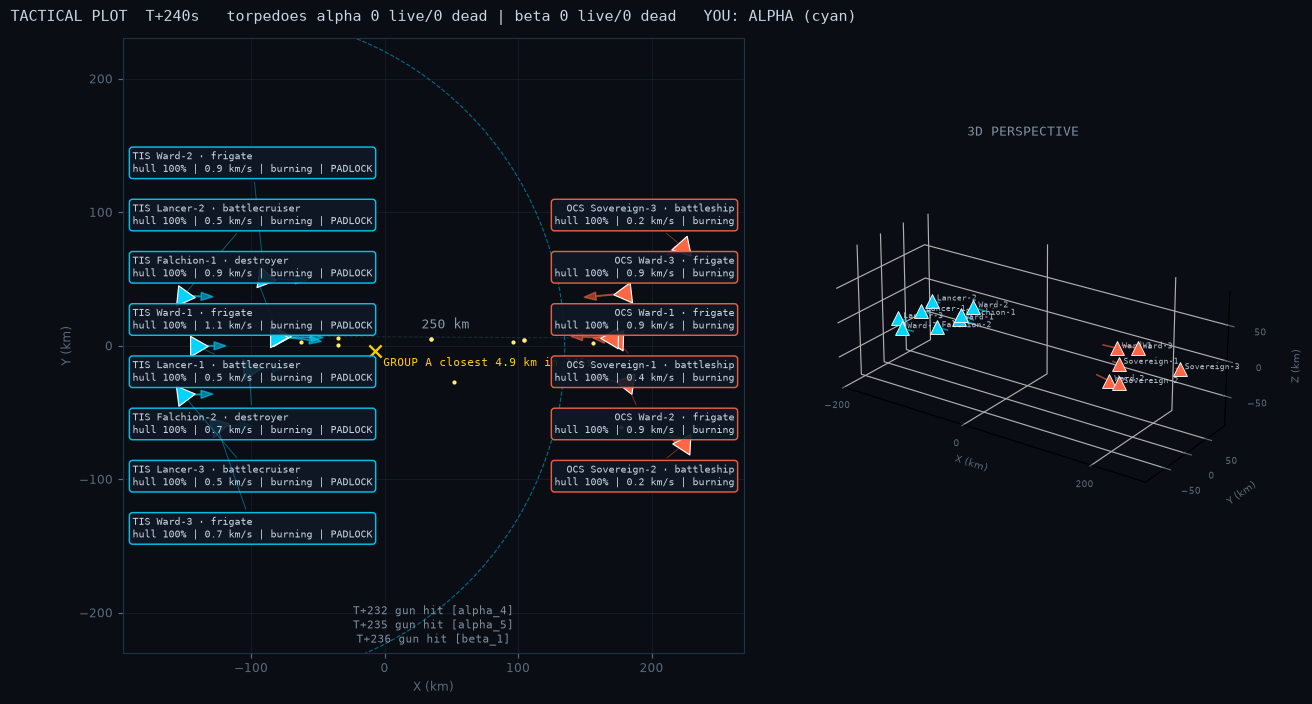 TACTICAL PLOT T+240s torpedoes alpha 0 live/0 dead | beta 0 live/0 dead YOU: ALPHA (cyan)
3D PERSPECTIVE
TIS Ward-2 · frigate
hull 100% | 0.9 km/s | burning | PADLOCK
TIS Lancer-2 · battlecruiser
hull 100% | 0.5 km/s | burning | PADLOCK
TIS Falchion-1 · destroyer
hull 100% | 0.9 km/s | burning | PADLOCK
TIS Ward-1 · frigate
hull 100% | 1.1 km/s | burning | PADLOCK
TIS Lancer-1 · battlecruiser
hull 100% | 0.5 km/s | burning | PADLOCK
TIS Falchion-2 · destroyer
hull 100% | 0.7 km/s | burning | PADLOCK
TIS Lancer-3 · battlecruiser
hull 100% | 0.5 km/s | burning | PADLOCK
TIS Ward-3 · frigate
hull 100% | 0.7 km/s | burning | PADLOCK
250 km
GROUP A closest 4.9 km i
OCS Sovereign-3 · battleship
hull 100% | 0.2 km/s | burning
OCS Ward-3 · frigate
hull 100% | 0.9 km/s | burning
OCS Ward-1 · frigate
hull 100% | 0.9 km/s | burning
OCS Sovereign-1 · battleship
hull 100% | 0.4 km/s | burning
OCS Ward-2 · frigate
hull 100% | 0.9 km/s | burning
OCS Sovereign-2 · battleship
hull 100% | 0.2 km/s | burning
T+232 gun hit [alpha_4]
T+235 gun hit [alpha_5]
T+236 gun hit [beta_1]
200
100
0
−100
−200
Y (km)
−100
0
100
200
X (km)
Lancer-2
Ward-2
Sovereign-1
Sovereign-3
−200
0
200
X (km)
−50
0
50
Y (km)
50
0
−50
Z (km)